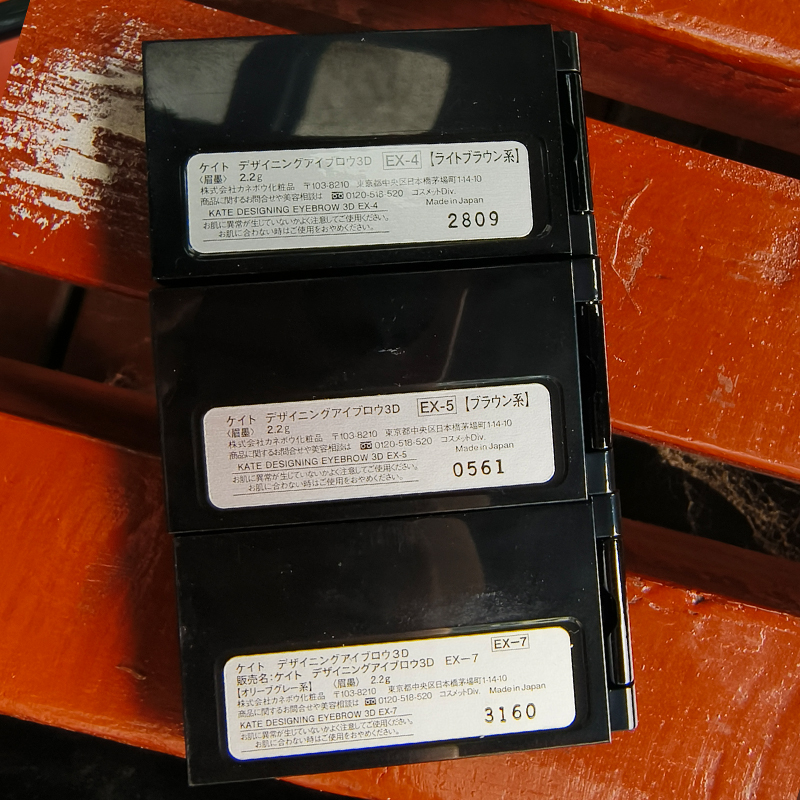 ケイト デザイニングアイブロウ3D EX-4 【ライトブラウン系】
〈眉墨〉 2.2g
株式会社カネボウ化粧品 〒103-8210 東京都中央区日本橋茅場町1-14-10
商品に関するお問合せや美容相談は 0120-518-520 コスメットDiv.
KATE DESIGNING EYEBROW 3D EX-4 Made in Japan
お肌に異常が生じていないかよく注意してご使用ください。
お肌に合わない時はご使用をおやめください。
2809
ケイト デザイニングアイブロウ3D EX-5 【ブラウン系】
〈眉墨〉 2.2g
株式会社カネボウ化粧品 〒103-8210 東京都中央区日本橋茅場町1-14-10
商品に関するお問合せや美容相談は 0120-518-520 コスメットDiv.
KATE DESIGNING EYEBROW 3D EX-5 Made in Japan
お肌に異常が生じていないかよく注意してご使用ください。
お肌に合わない時はご使用をおやめください。
0561
ケイト デザイニングアイブロウ3D EX-7
販売名:ケイト デザイニングアイブロウ3D EX-7
【オリーブグレー系】 〈眉墨〉 2.2g
株式会社カネボウ化粧品 〒103-8210 東京都中央区日本橋茅場町1-14-10
商品に関するお問合せや美容相談は 0120-518-520 コスメットDiv. Made in Japan
KATE DESIGNING EYEBROW 3D EX-7
お肌に異常が生じていないかよく注意してご使用ください。
お肌に合わない時はご使用をおやめください。
3160